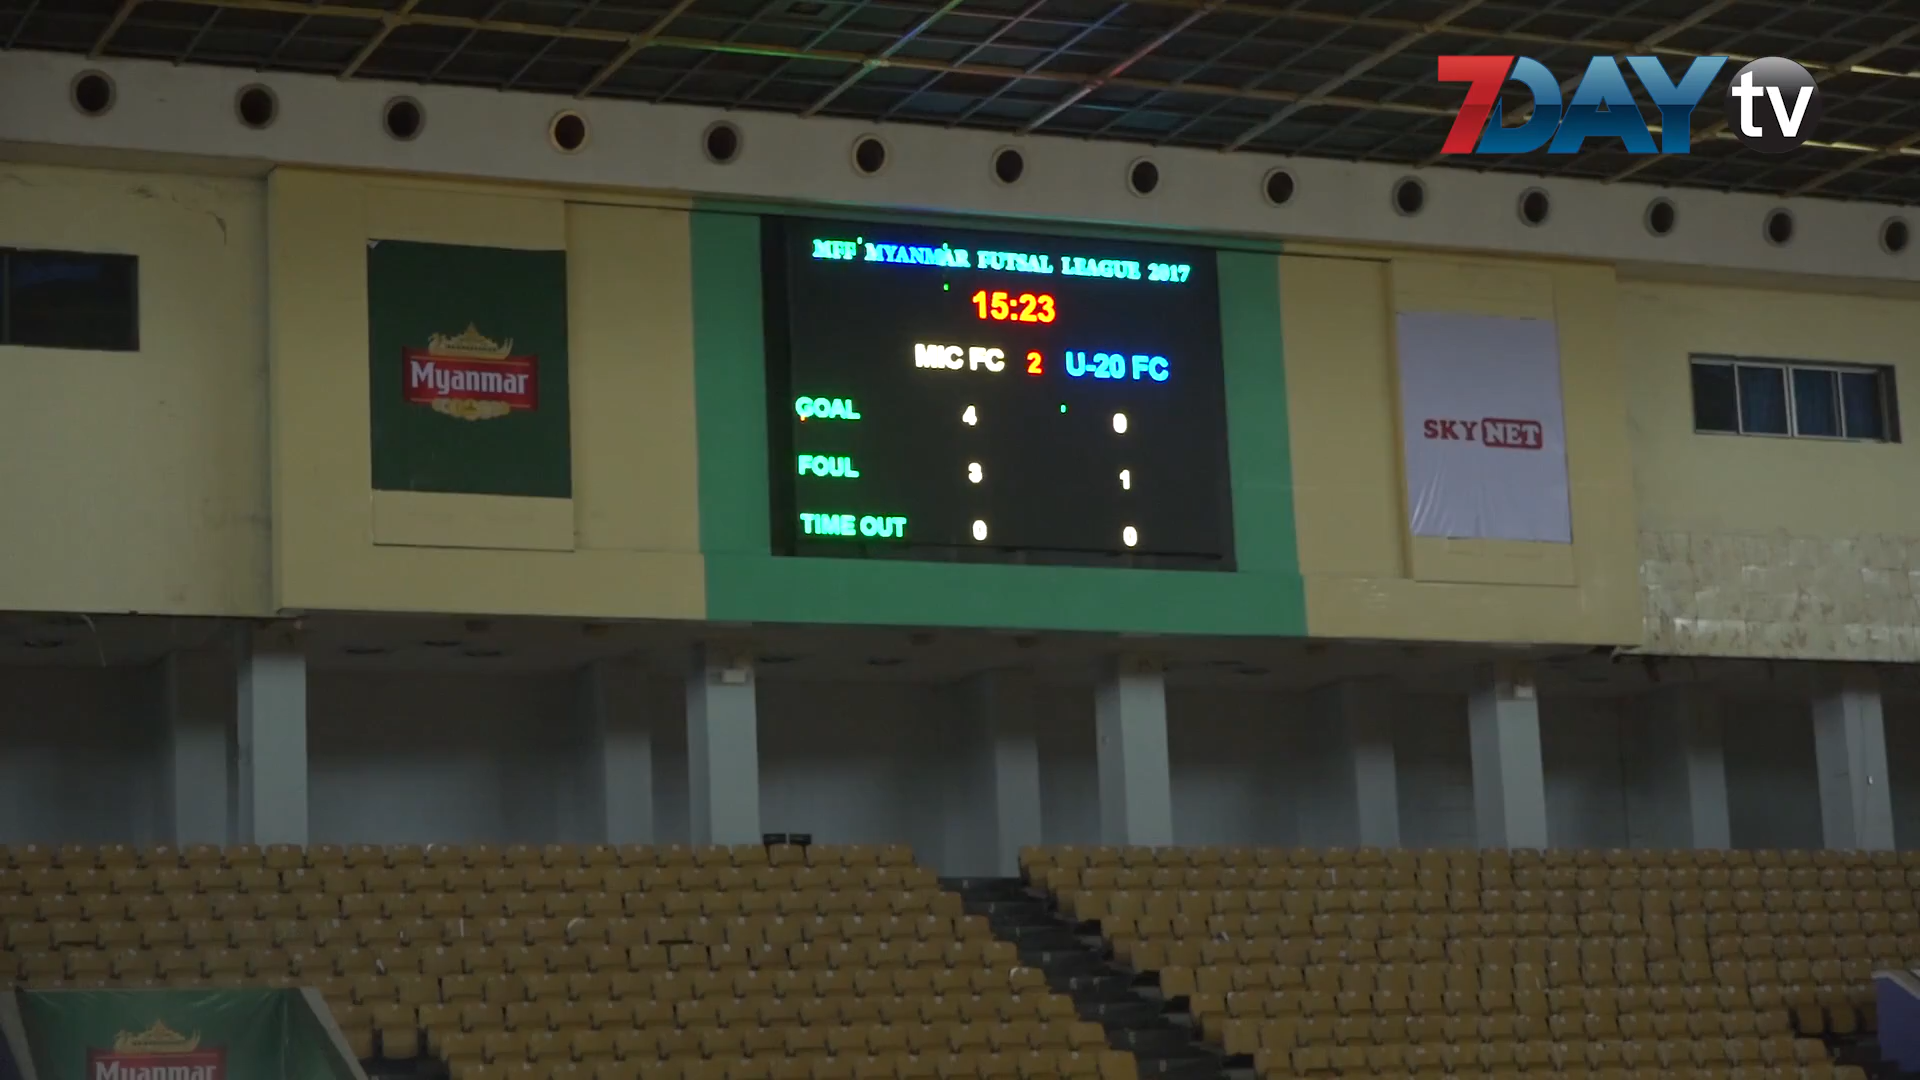 7DAY tv
MFF MYANMAR FUTSAL LEAGUE 2017
15:23
MIC FC 2 U-20 FC
GOAL 4 0
FOUL 3 1
TIME OUT 0 0
Myanmar
SKY NET
Myanmar